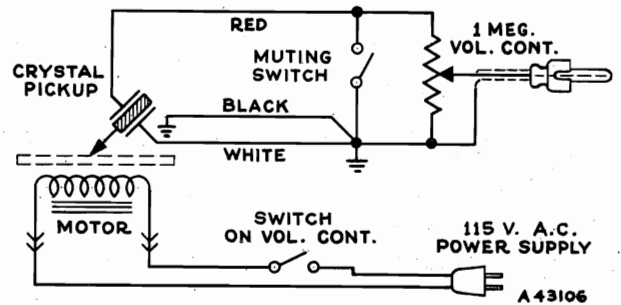 RED
1 MEG.
VOL. CONT.
MUTING
SWITCH
CRYSTAL
PICKUP
BLACK
WHITE
MOTOR
SWITCH
ON VOL. CONT.
115 V. A.C.
POWER SUPPLY
A43106